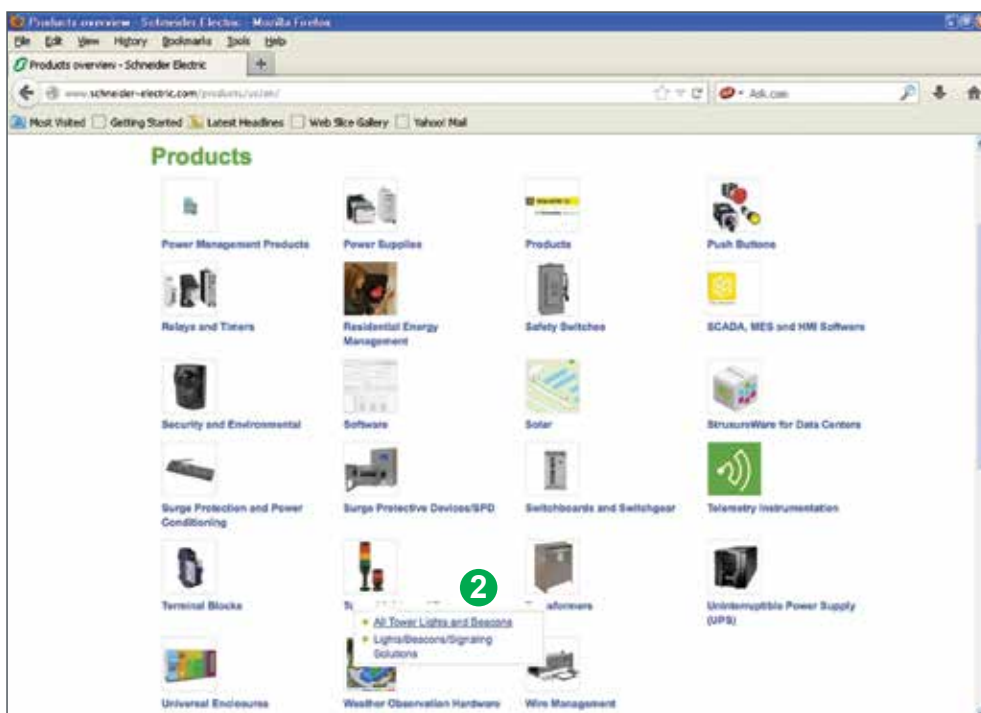 Products overview - Schneider Electric - Mozilla Firefox
File Edit View History Bookmarks Tools Help
Products overview - Schneider Electric +
www.schneider-electric.com/products/us/en/ Ask.com
Most Visited Getting Started Latest Headlines Web Slice Gallery Yahoo! Mail
Products
Power Management Products Power Supplies Products Push Buttons
Relays and Timers Residential Energy Safety Switches SCADA, MES and HMI Software
Management
Security and Environmental Software Solar StruxureWare for Data Centers
Surge Protection and Power Surge Protective Devices/SPD Switchboards and Switchgear Telemetry Instrumentation
Conditioning
2
Terminal Blocks Uninterruptible Power Supply
(UPS)
All Tower Lights and Beacons
Lights/Beacons/Signaling
Solutions
Universal Enclosures Weather Observation Hardware Wire Management